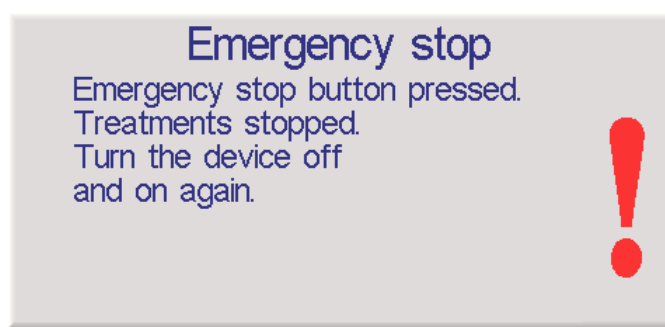 Emergency stop
Emergency stop button pressed.
Treatments stopped.
Turn the device off
and on again.